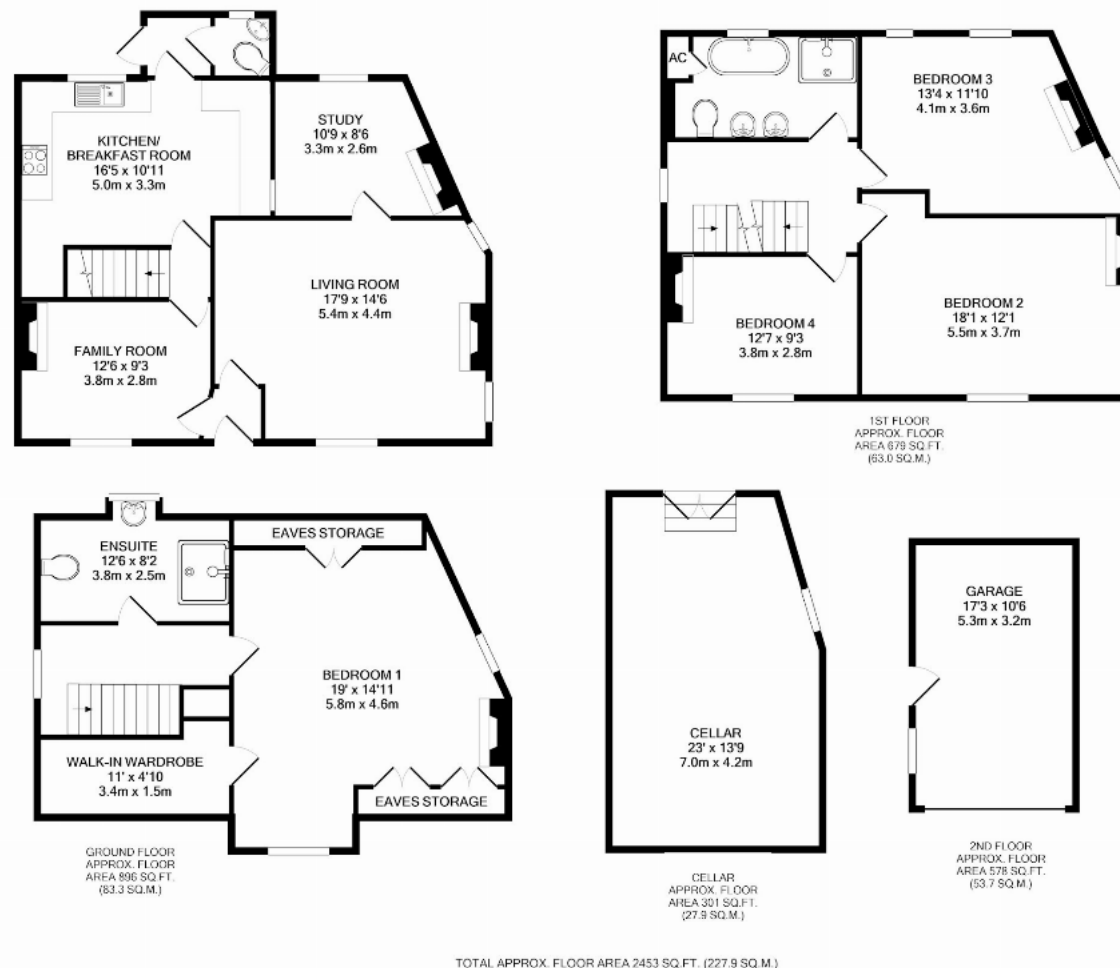 KITCHEN/
BREAKFAST ROOM
16'5 x 10'11
5.0m x 3.3m
STUDY
10'9 x 8'6
3.3m x 2.6m
LIVING ROOM
17'9 x 14'6
5.4m x 4.4m
FAMILY ROOM
12'6 x 9'3
3.8m x 2.8m
AC
BEDROOM 3
13'4 x 11'10
4.1m x 3.6m
BEDROOM 4
12'7 x 9'3
3.8m x 2.8m
BEDROOM 2
18'1 x 12'1
5.5m x 3.7m
1ST FLOOR
APPROX. FLOOR
AREA 679 SQ.FT.
(63.0 SQ.M.)
ENSUITE
12'6 x 8'2
3.8m x 2.5m
EAVES STORAGE
BEDROOM 1
19' x 14'11
5.8m x 4.6m
WALK-IN WARDROBE
11' x 4'10
3.4m x 1.5m
EAVES STORAGE
GROUND FLOOR
APPROX. FLOOR
AREA 896 SQ.FT.
(83.3 SQ.M.)
CELLAR
23' x 13'9
7.0m x 4.2m
CELLAR
APPROX. FLOOR
AREA 301 SQ.FT.
(27.9 SQ.M.)
GARAGE
17'3 x 10'6
5.3m x 3.2m
2ND FLOOR
APPROX. FLOOR
AREA 578 SQ.FT.
(53.7 SQ.M.)
TOTAL APPROX. FLOOR AREA 2453 SQ.FT. (227.9 SQ.M.)